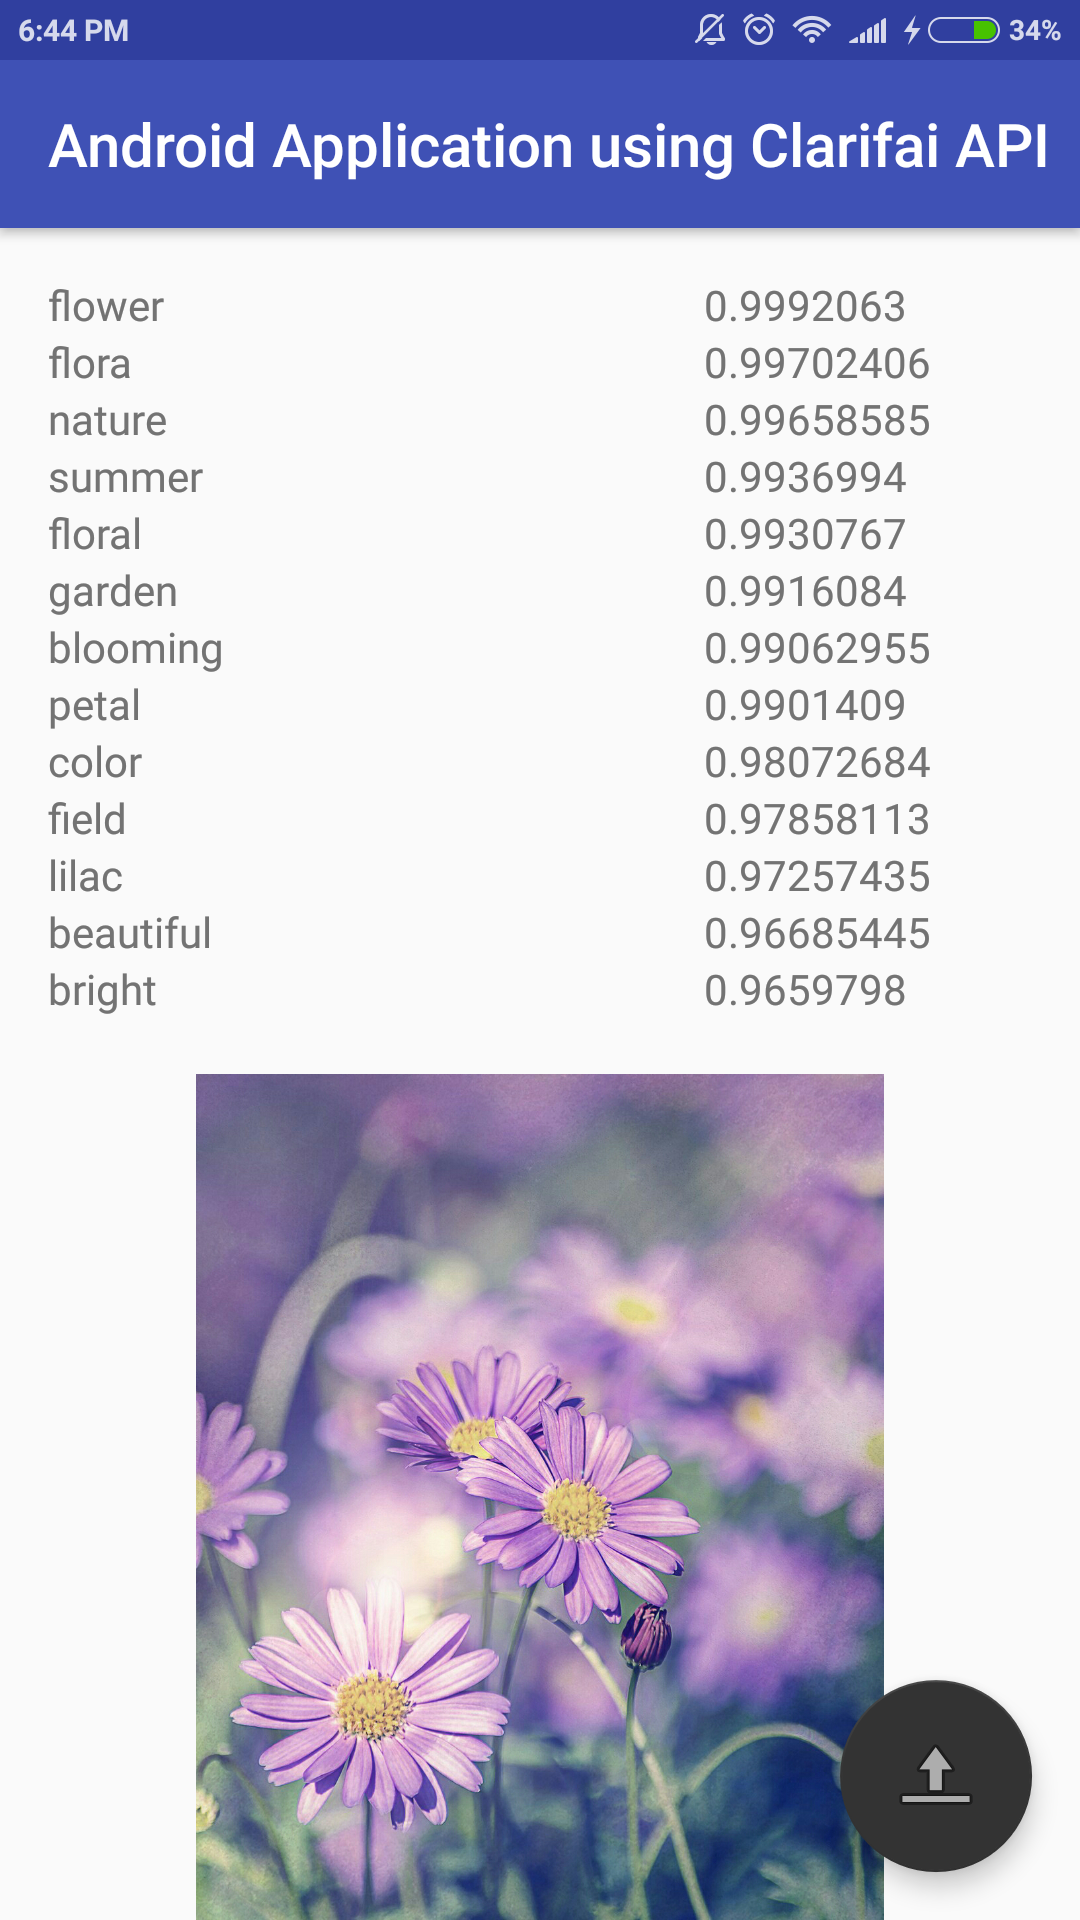 6:44 PM 34%
Android Application using Clarifai API
flower 0.9992063
flora 0.99702406
nature 0.99658585
summer 0.9936994
floral 0.9930767
garden 0.9916084
blooming 0.99062955
petal 0.9901409
color 0.98072684
field 0.97858113
lilac 0.97257435
beautiful 0.96685445
bright 0.9659798